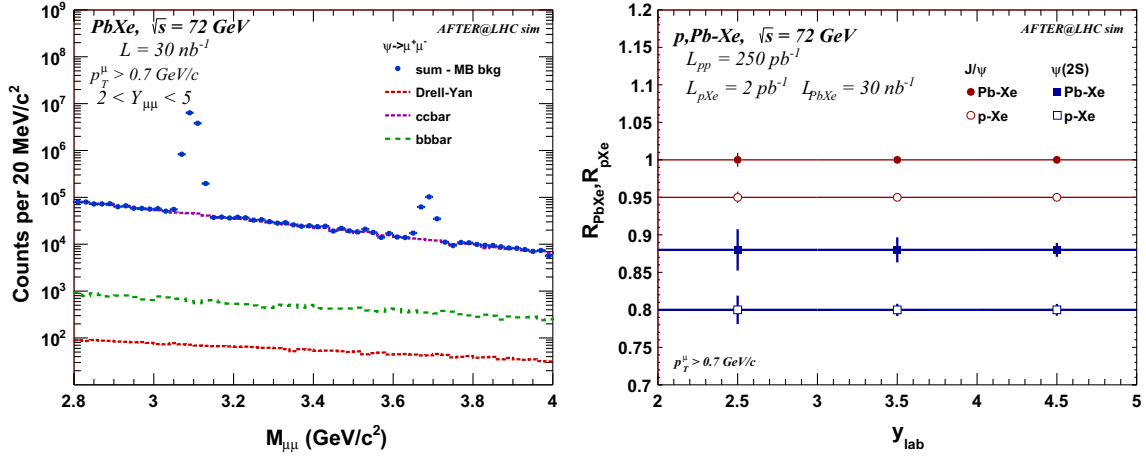 PbXe, √s = 72 GeV
AFTER@LHC sim
L = 30 nb⁻¹
p_T^μ > 0.7 GeV/c
2 < Y_μμ < 5
ψ->μ⁺μ⁻
sum - MB bkg
Drell-Yan
ccbar
bbbar
Counts per 20 MeV/c²
10⁹
10⁸
10⁷
10⁶
10⁵
10⁴
10³
10²
2.8 3 3.2 3.4 3.6 3.8 4
M_μμ (GeV/c²)
p,Pb-Xe, √s = 72 GeV
AFTER@LHC sim
L_pp = 250 pb⁻¹
L_pXe = 2 pb⁻¹ L_PbXe = 30 nb⁻¹
J/ψ ψ(2S)
Pb-Xe Pb-Xe
p-Xe p-Xe
R_PbXe,R_pXe
1.2
1.15
1.1
1.05
1
0.95
0.9
0.85
0.8
0.75
0.7
p_T^μ > 0.7 GeV/c
2 2.5 3 3.5 4 4.5 5
y_lab